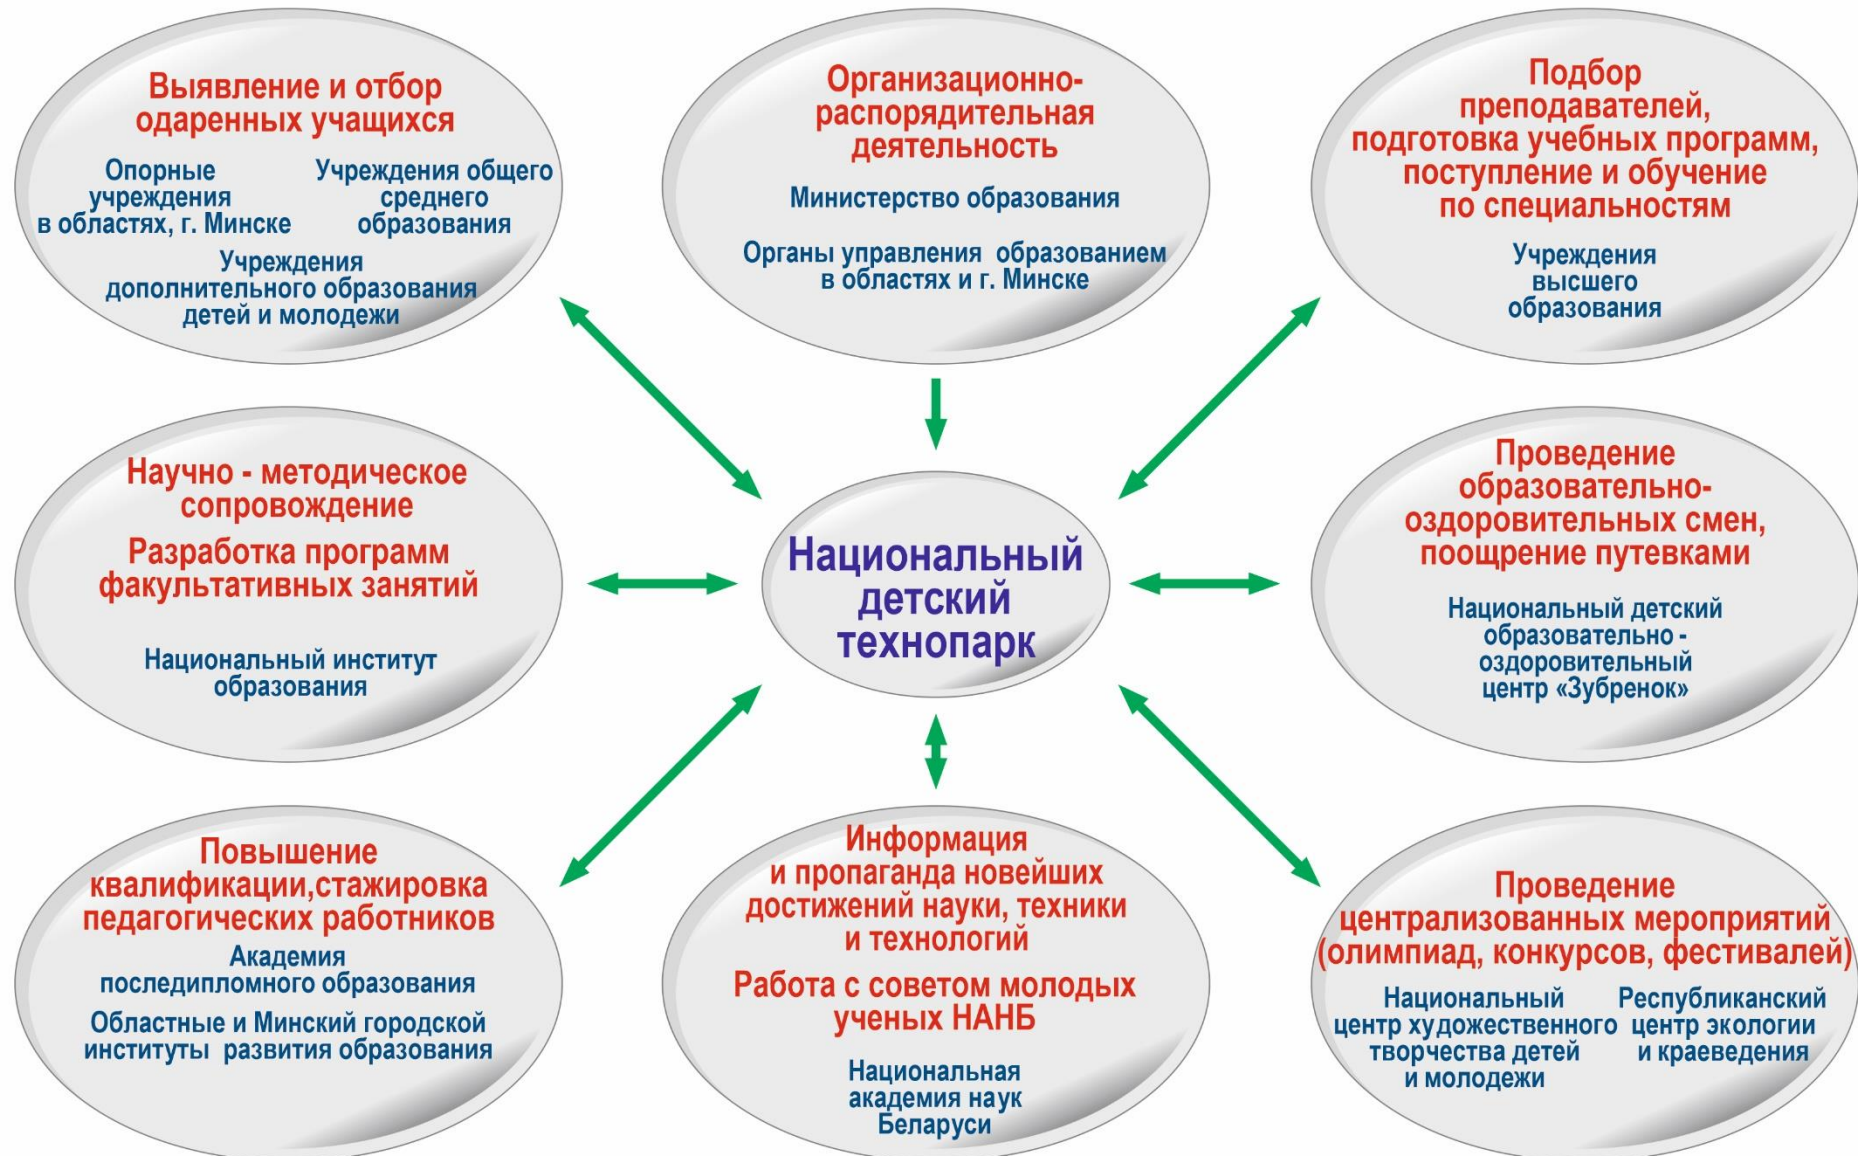 Выявление и отбор
одаренных учащихся
Опорные
учреждения
в областях, г. Минске
Учреждения общего
среднего
образования
Учреждения
дополнительного образования
детей и молодежи
Организационно-
распорядительная
деятельность
Министерство образования
Органы управления образованием
в областях и г. Минске
Подбор
преподавателей,
подготовка учебных программ,
поступление и обучение
по специальностям
Учреждения
высшего
образования
Научно - методическое
сопровождение
Разработка программ
факультативных занятий
Национальный институт
образования
Национальный
детский
технопарк
Проведение
образовательно-
оздоровительных смен,
поощрение путевками
Национальный детский
образовательно -
оздоровительный
центр «Зубренок»
Повышение
квалификации,стажировка
педагогических работников
Академия
последипломного образования
Областные и Минский городской
институты развития образования
Информация
и пропаганда новейших
достижений науки, техники
и технологий
Работа с советом молодых
ученых НАНБ
Национальная
академия наук
Беларуси
Проведение
централизованных мероприятий
(олимпиад, конкурсов, фестивалей)
Национальный
центр художественного
творчества детей
и молодежи
Республиканский
центр экологии
и краеведения